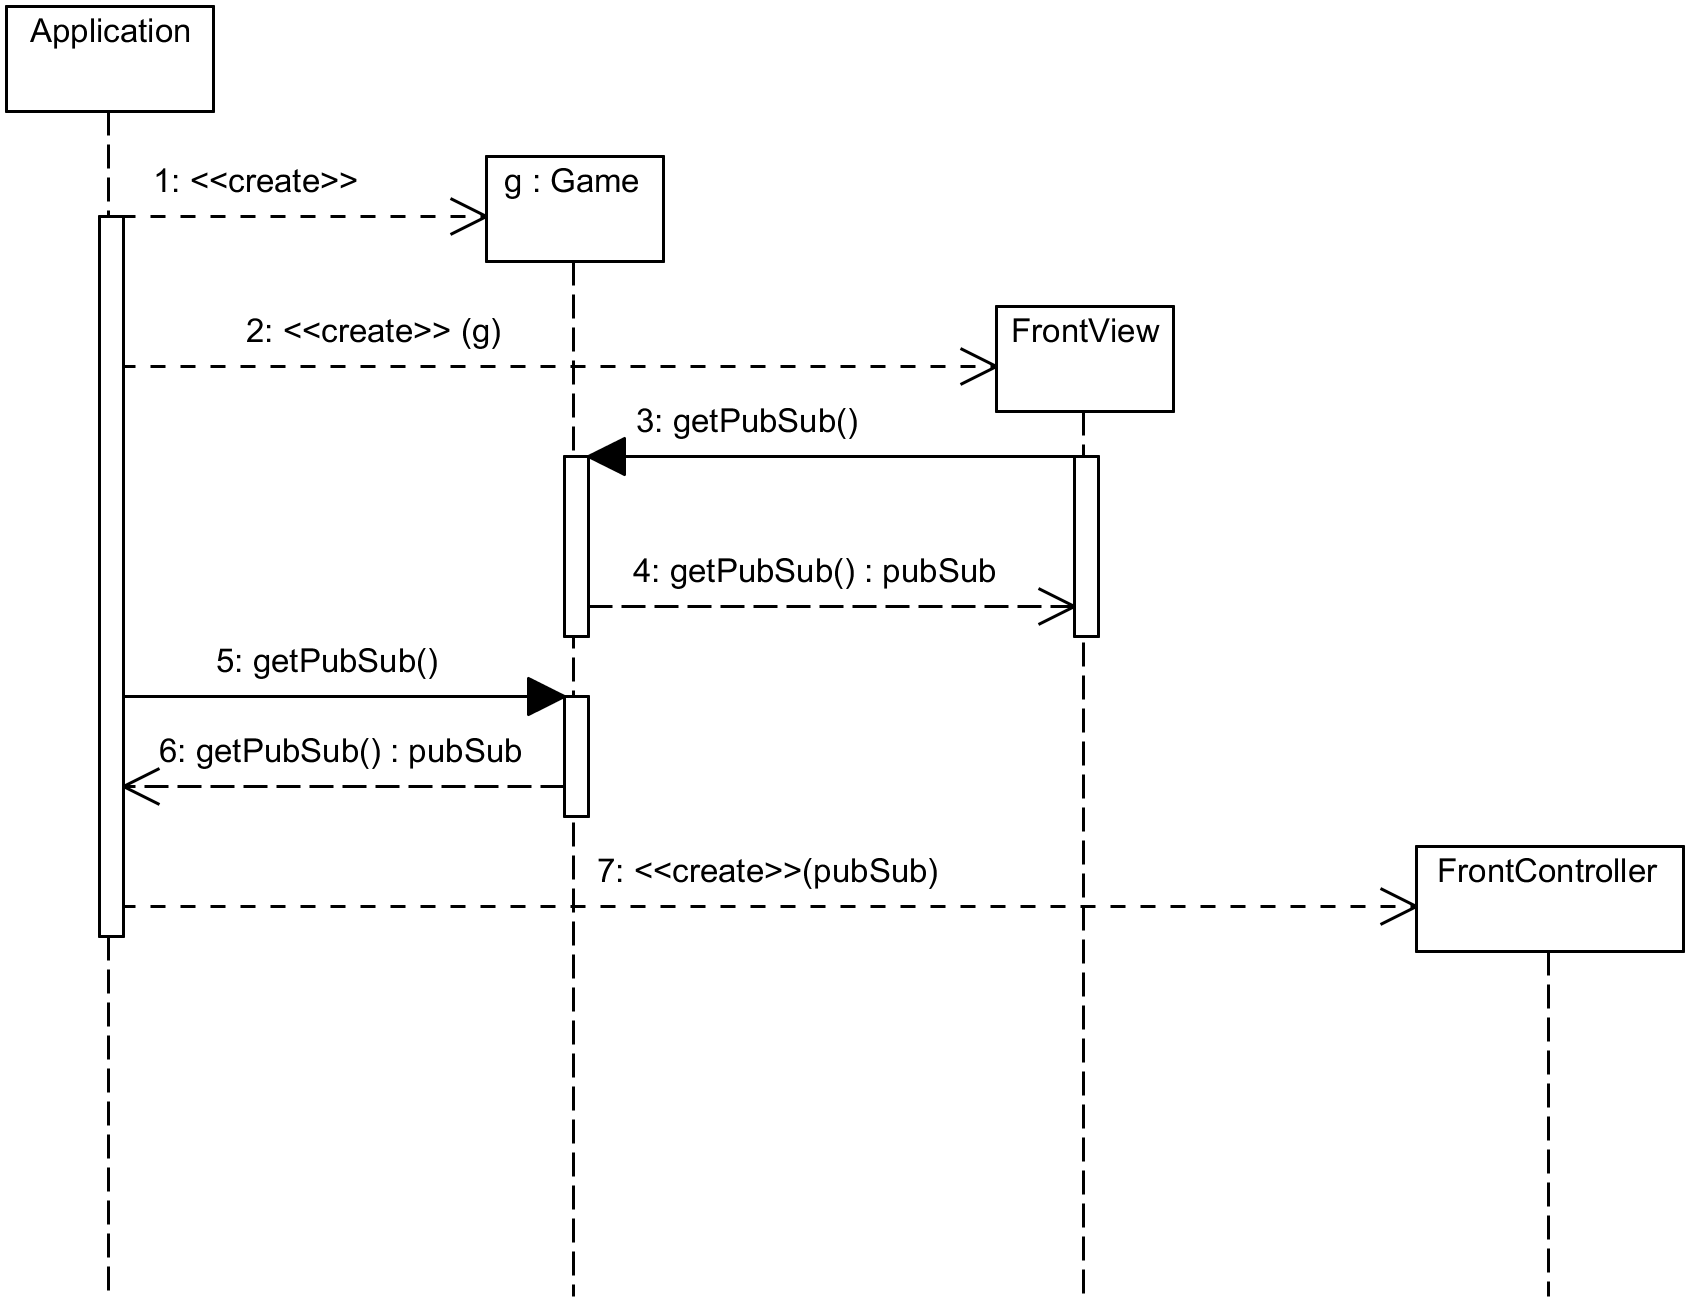 Application
1: <<create>>
g : Game
2: <<create>> (g)
FrontView
3: getPubSub()
4: getPubSub() : pubSub
5: getPubSub()
6: getPubSub() : pubSub
7: <<create>>(pubSub)
FrontController